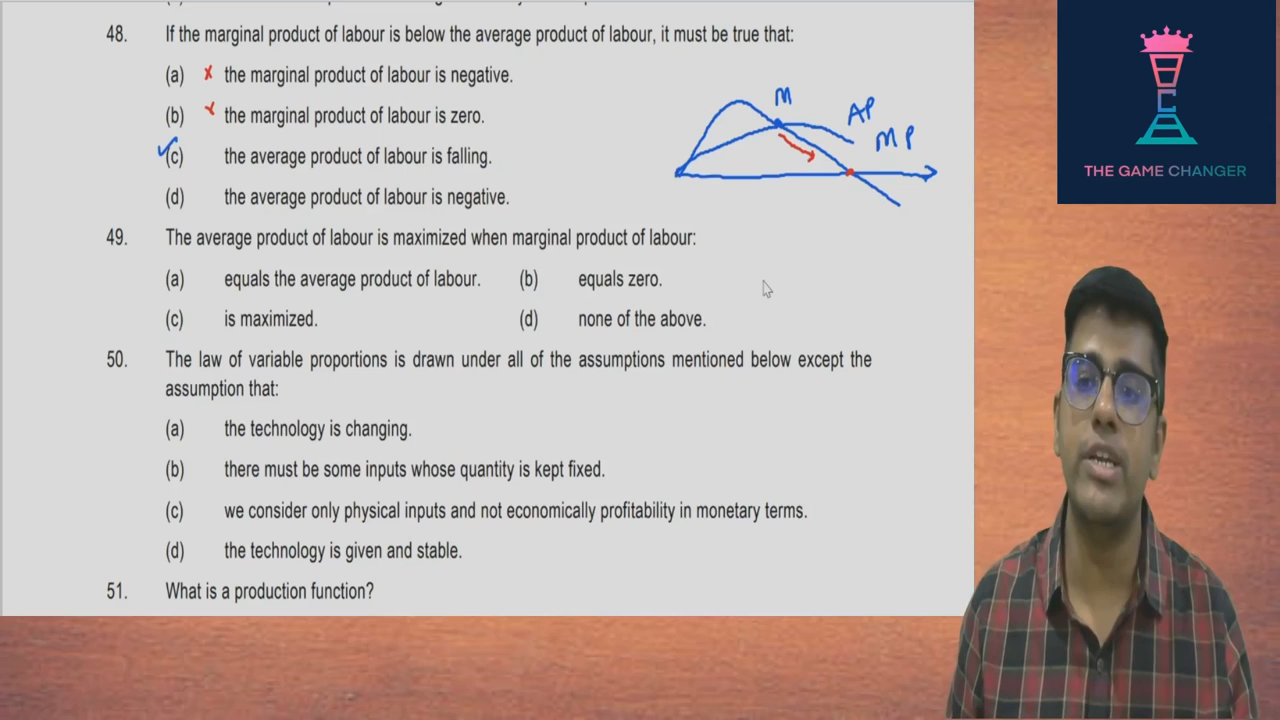 48. If the marginal product of labour is below the average product of labour, it must be true that:
(a) x the marginal product of labour is negative.
(b) x the marginal product of labour is zero.
(c) the average product of labour is falling.
(d) the average product of labour is negative.
M
AP
MP
49. The average product of labour is maximized when marginal product of labour:
(a) equals the average product of labour. (b) equals zero.
(c) is maximized. (d) none of the above.
50. The law of variable proportions is drawn under all of the assumptions mentioned below except the
assumption that:
(a) the technology is changing.
(b) there must be some inputs whose quantity is kept fixed.
(c) we consider only physical inputs and not economically profitability in monetary terms.
(d) the technology is given and stable.
51. What is a production function?
THE GAME CHANGER